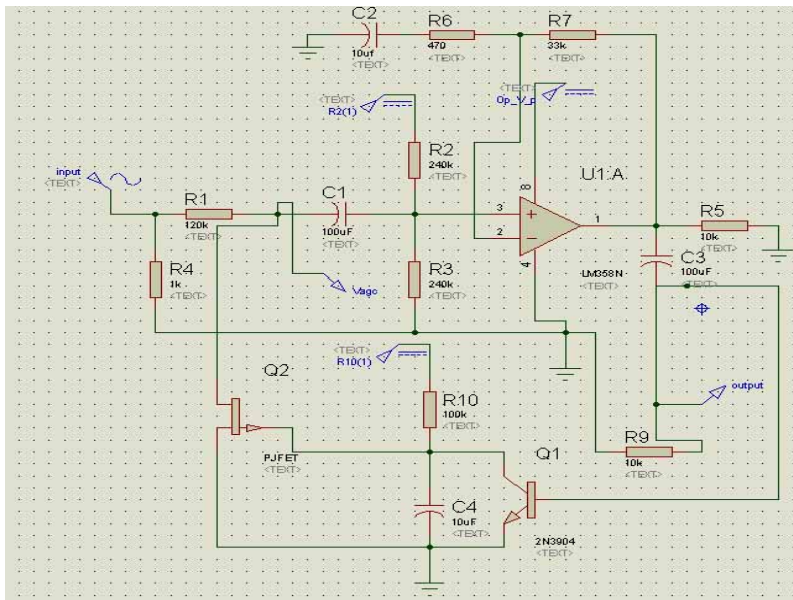 C2
10uf
<TEXT>
R6
470
<TEXT>
R7
33k
<TEXT>
<TEXT>
R2(1)
<TEXT>
Op_V_p
R2
240k
<TEXT>
U1:A
8
input
<TEXT>
R1
120k
<TEXT>
C1
100uF
<TEXT>
3
2
1
4
LM358N
<TEXT>
R5
10k
<TEXT>
R4
1k
<TEXT>
Vagc
R3
240k
<TEXT>
C3
100uF
<TEXT>
<TEXT>
R10(1)
Q2
PJFET
<TEXT>
R10
100k
<TEXT>
output
R9
10k
<TEXT>
Q1
2N3904
<TEXT>
C4
10uF
<TEXT>